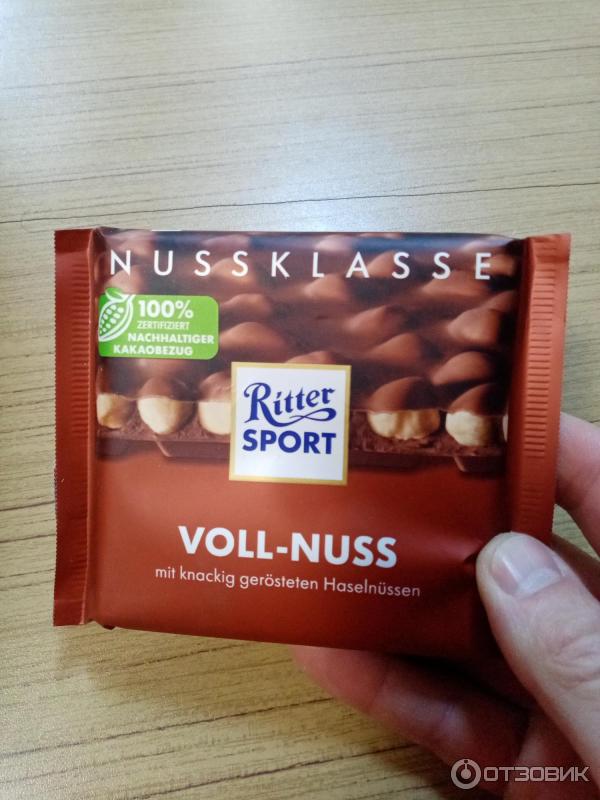 NUSSKLASSE
100%
ZERTIFIZIERT
NACHHALTIGER
KAKAOBEZUG
Ritter
SPORT
VOLL-NUSS
mit knackig gerösteten Haselnüssen
ОТЗОВИК